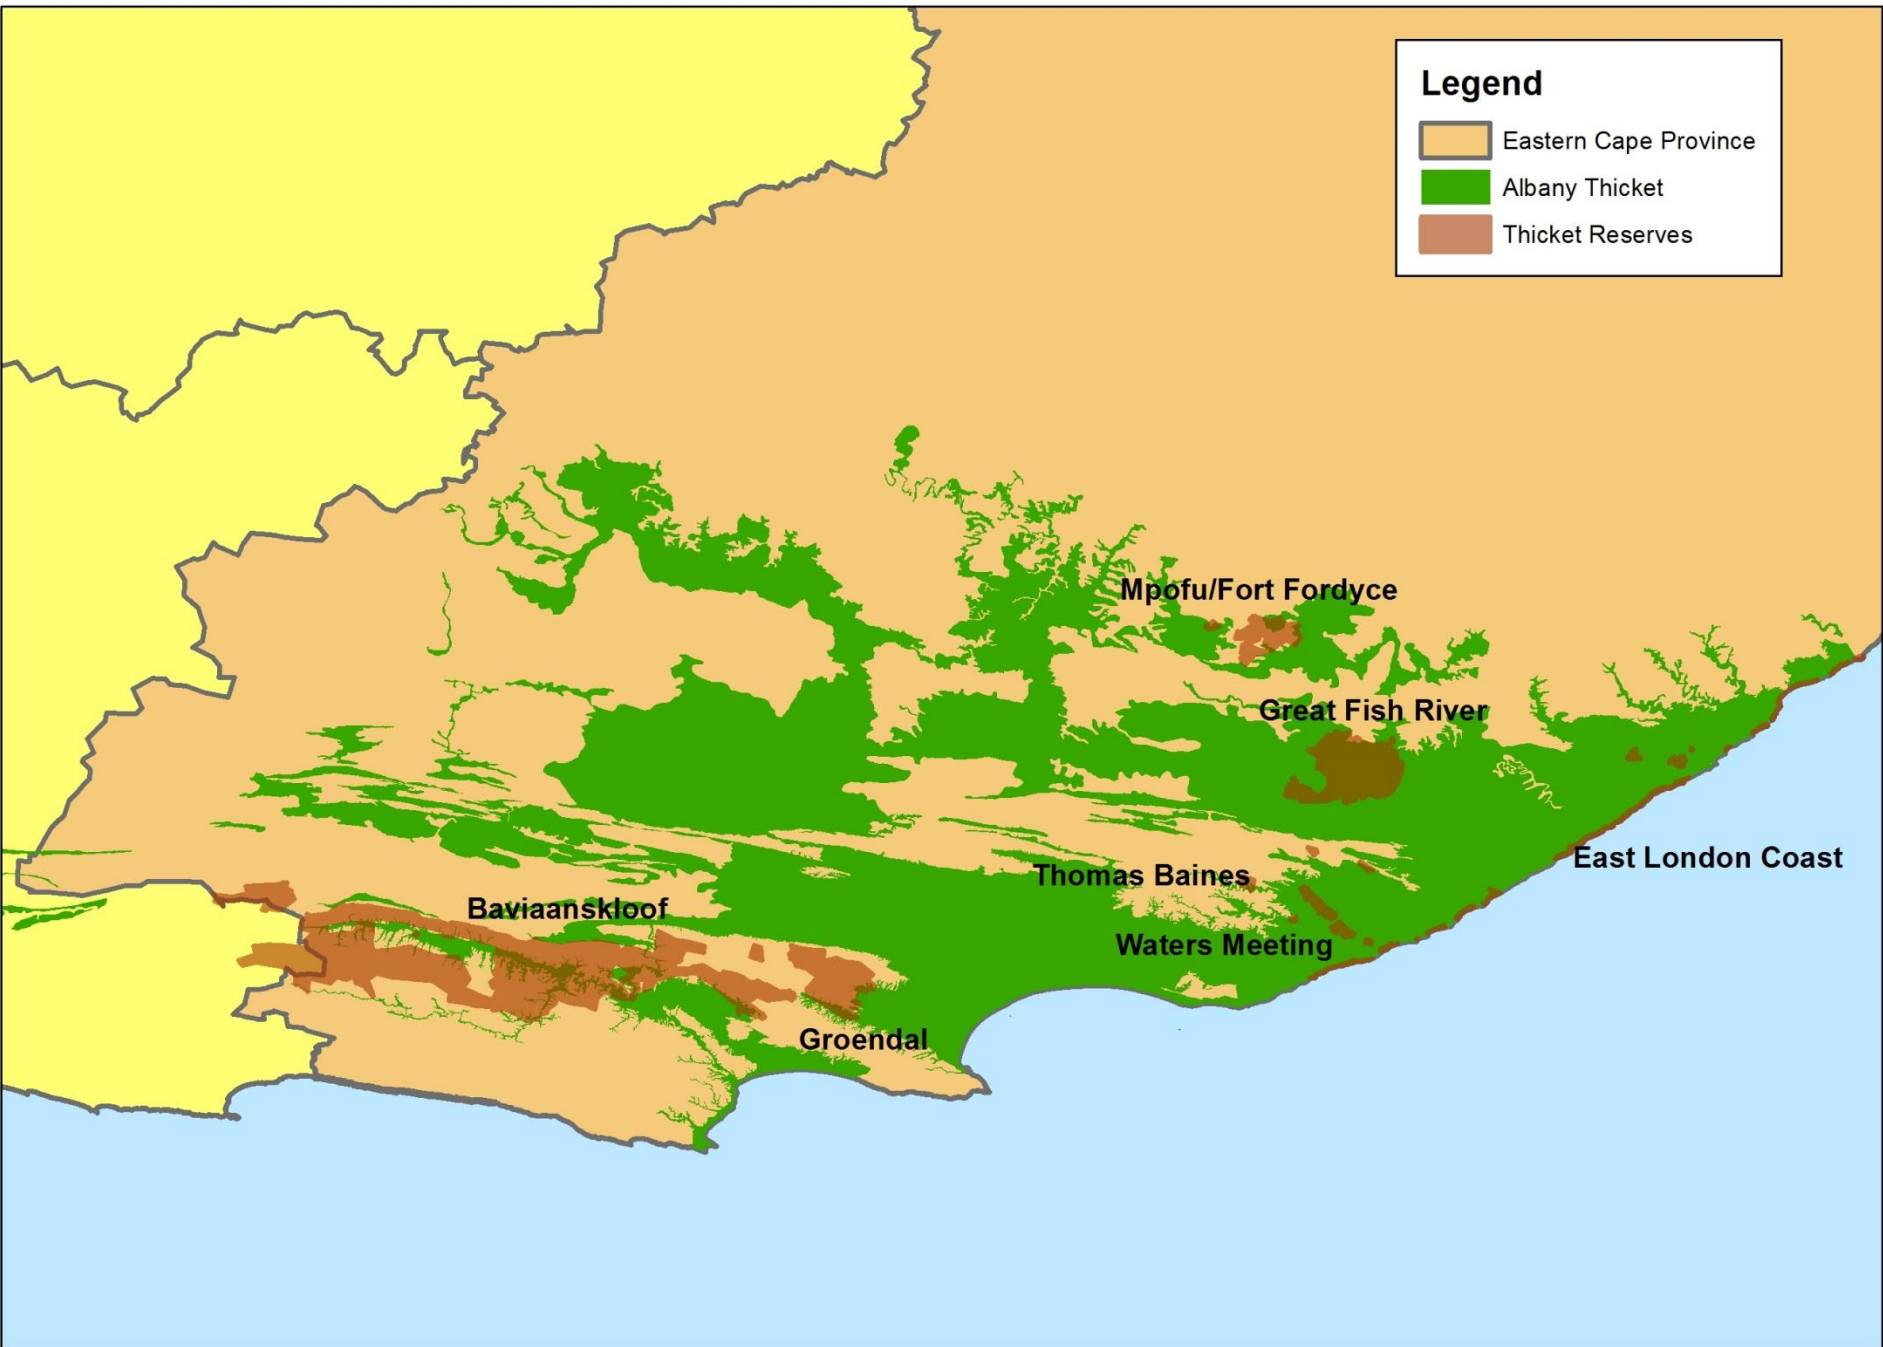 Legend
Eastern Cape Province
Albany Thicket
Thicket Reserves
Mpofu/Fort Fordyce
Great Fish River
East London Coast
Thomas Baines
Baviaanskloof
Waters Meeting
Groendal